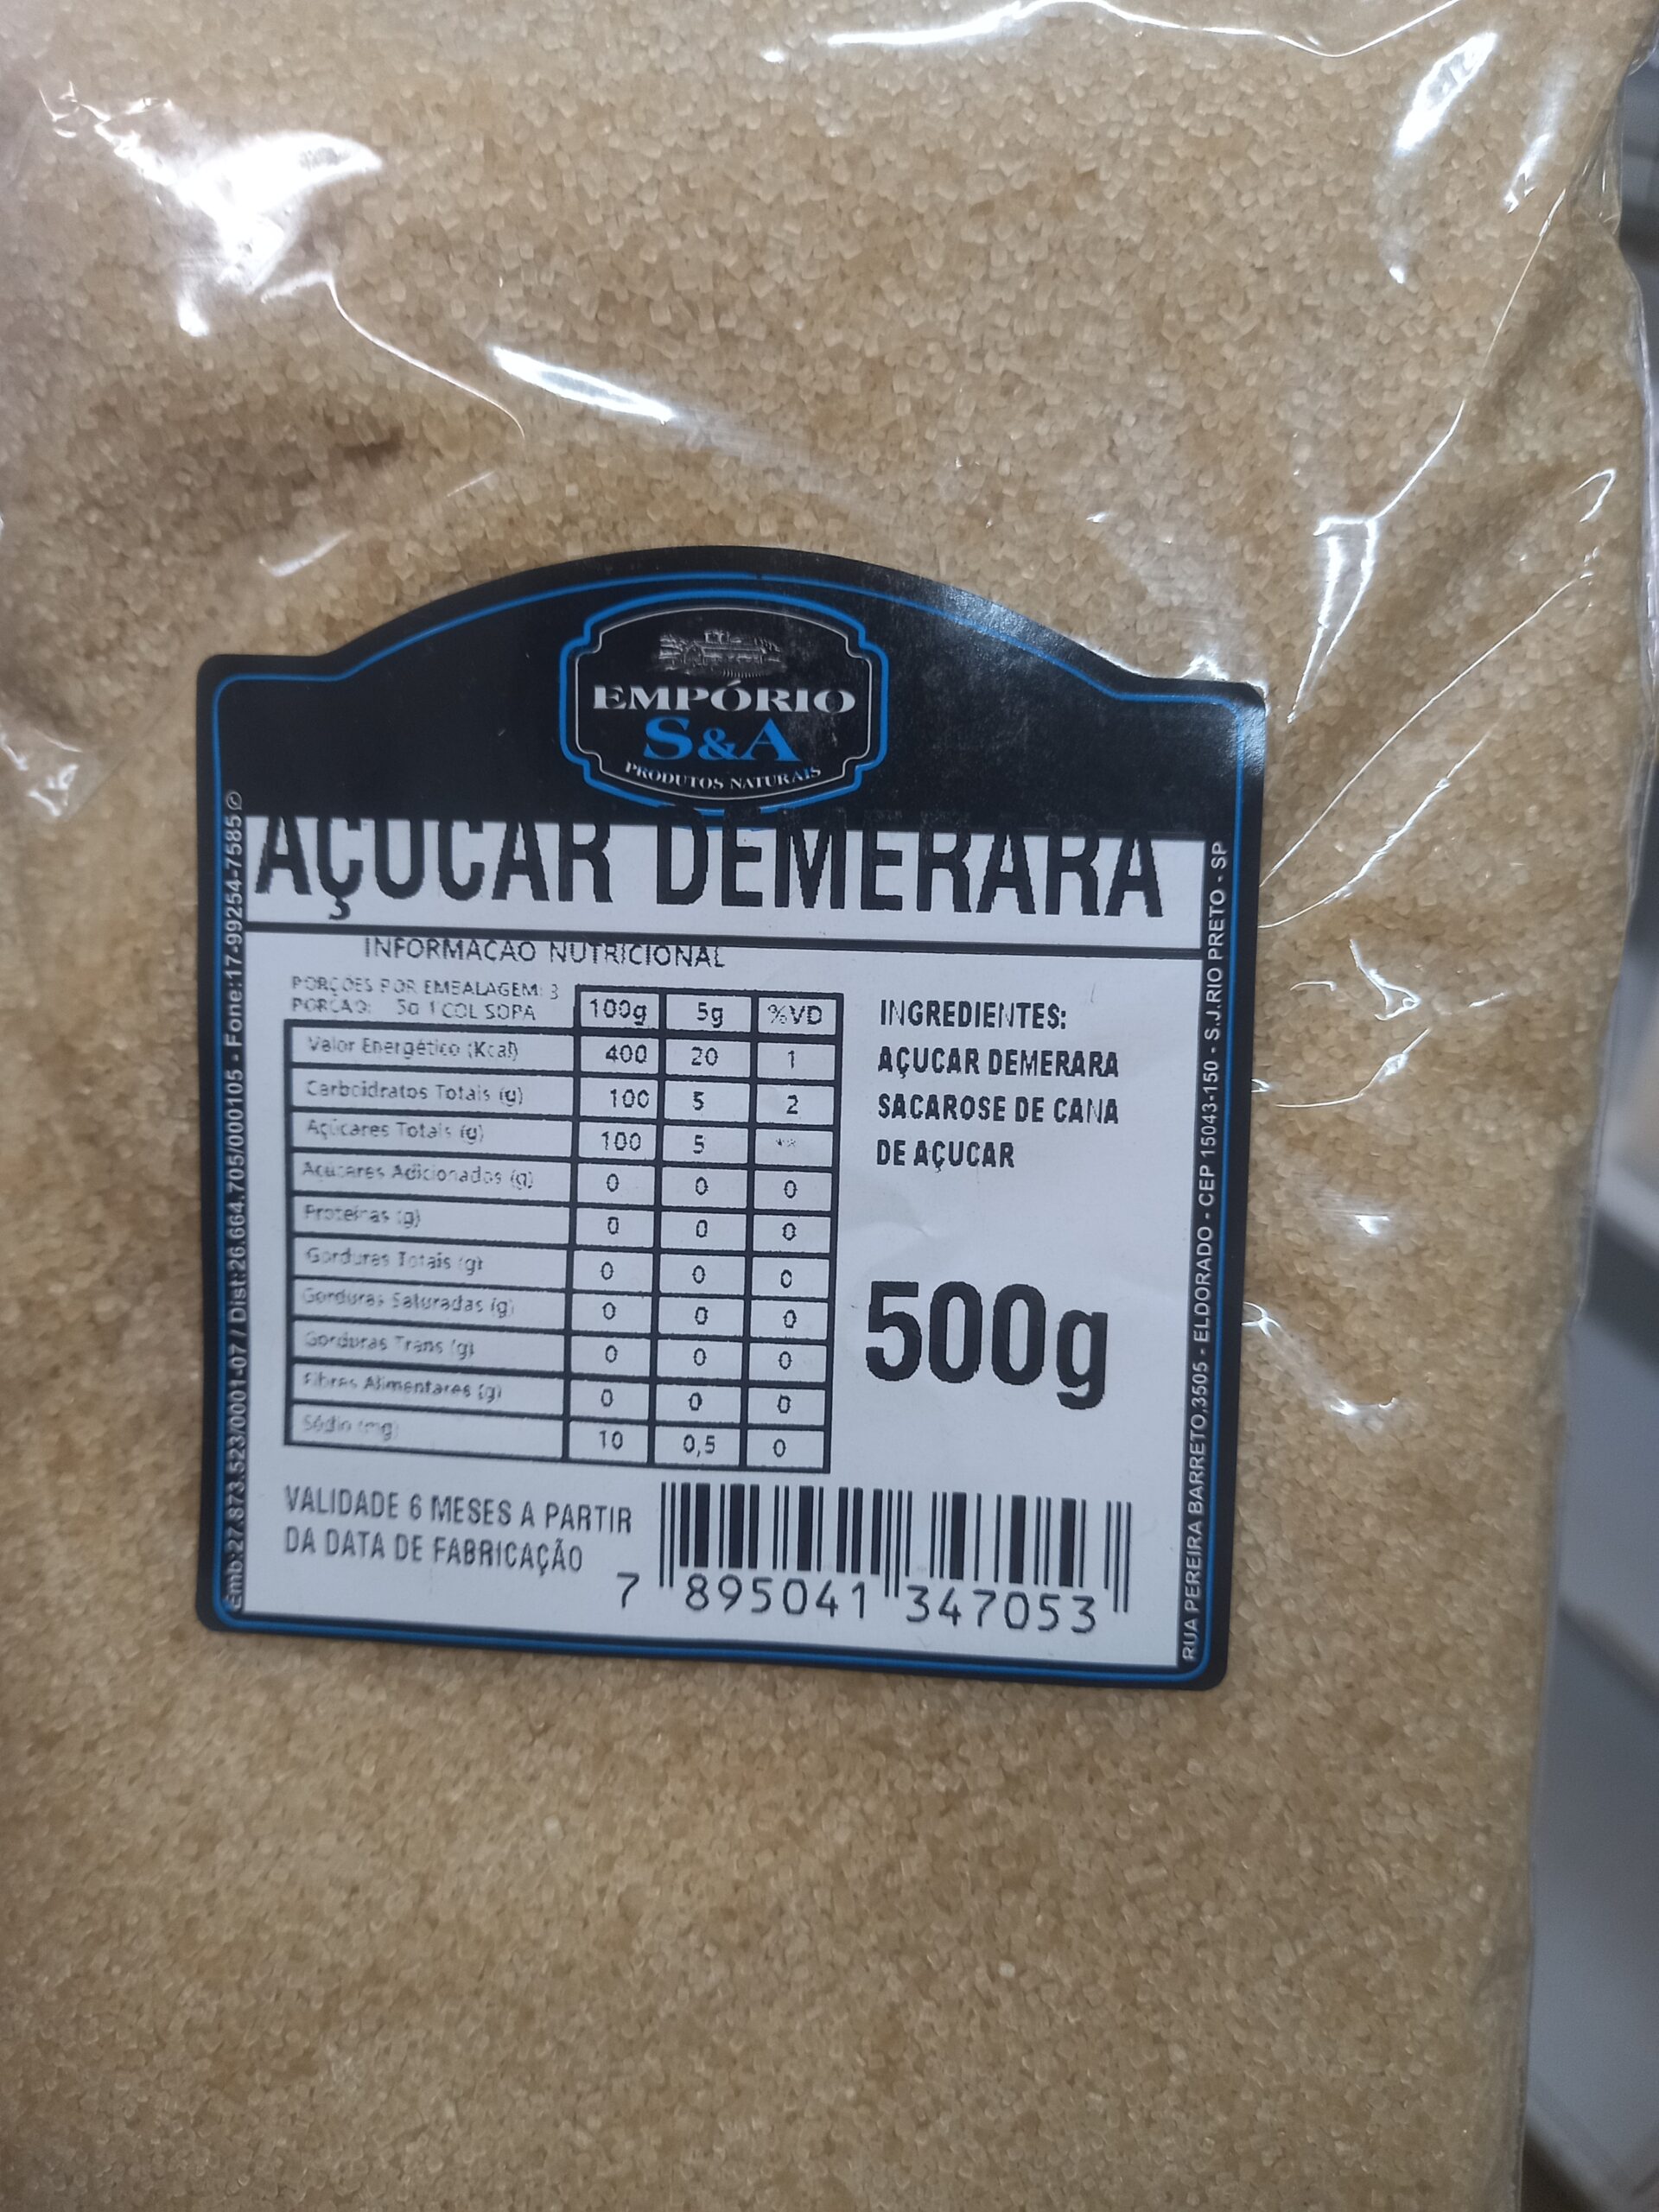 EMPÓRIO
S&A
PRODUTOS NATURAIS
AÇUCAR DEMERARA
INFORMAÇAO NUTRICIONAL
PORÇOES POR EMBALAGEM: 3
PORÇAO: 5g 1 COL SOPA
100g 5g %VD
Valor Energético (Kcal) 400 20 1
Carboidratos Totais (g) 100 5 2
Açúcares Totais (g) 100 5 **
Açúcares Adicionados (g) 0 0 0
Proteínas (g) 0 0 0
Gorduras Totais (g) 0 0 0
Gorduras Saturadas (g) 0 0 0
Gorduras Trans (g) 0 0 0
Fibras Alimentares (g) 0 0 0
Sódio (mg) 10 0,5 0
INGREDIENTES:
AÇUCAR DEMERARA
SACAROSE DE CANA
DE AÇUCAR
500g
VALIDADE 6 MESES A PARTIR
DA DATA DE FABRICAÇÃO
7 895041 347053
Emb:27.873.523/0001-07 / Dist:26.664.705/000105 - Fone:17-99254-7585
RUA PEREIRA BARRETO,3505 - ELDORADO - CEP 15043-150 - S.J.RIO PRETO - SP